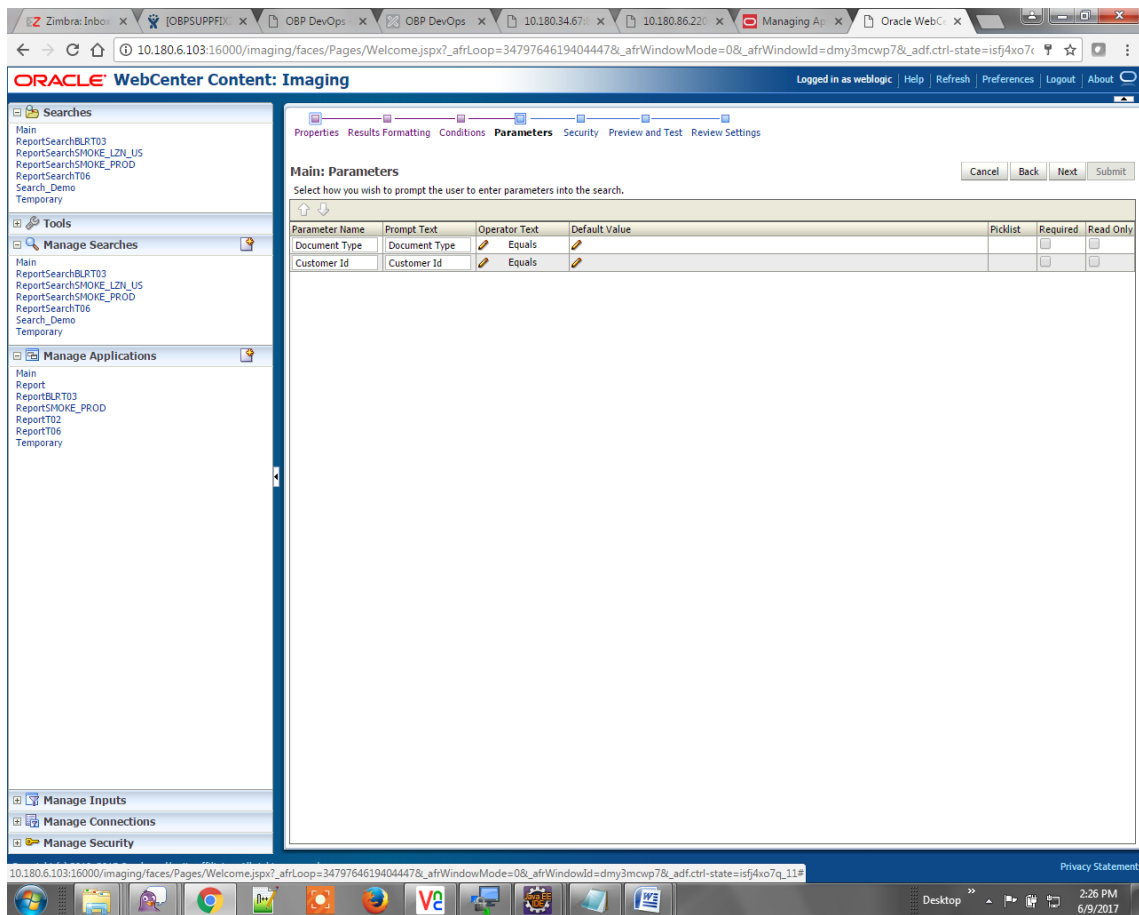 Zimbra: Inbox
[OBPSUPPFIX
OBP DevOps
OBP DevOps
10.180.34.67:
10.180.86.220
Managing Ap
Oracle WebCe
10.180.6.103:16000/imaging/faces/Pages/Welcome.jspx?_afrLoop=3479764619404447&_afrWindowMode=0&_afrWindowId=dmy3mcwp7&_adf.ctrl-state=isfj4xo7q
ORACLE WebCenter Content: Imaging
Logged in as weblogic | Help | Refresh | Preferences | Logout | About
Searches
Main
ReportSearchBLRT03
ReportSearchSMOKE_LZN_US
ReportSearchSMOKE_PROD
ReportSearchT06
Search_Demo
Temporary
Tools
Manage Searches
Main
ReportSearchBLRT03
ReportSearchSMOKE_LZN_US
ReportSearchSMOKE_PROD
ReportSearchT06
Search_Demo
Temporary
Manage Applications
Main
Report
ReportBLRT03
ReportSMOKE_PROD
ReportT02
ReportT06
Temporary
Manage Inputs
Manage Connections
Manage Security
Properties Results Formatting Conditions Parameters Security Preview and Test Review Settings
Main: Parameters
Cancel Back Next Submit
Select how you wish to prompt the user to enter parameters into the search.
Parameter Name Prompt Text Operator Text Default Value Picklist Required Read Only
Document Type Document Type Equals
Customer Id Customer Id Equals
10.180.6.103:16000/imaging/faces/Pages/Welcome.jspx?_afrLoop=3479764619404447&_afrWindowMode=0&_afrWindowId=dmy3mcwp7&_adf.ctrl-state=isfj4xo7q_11#
Privacy Statement
Desktop
2:26 PM
6/9/2017